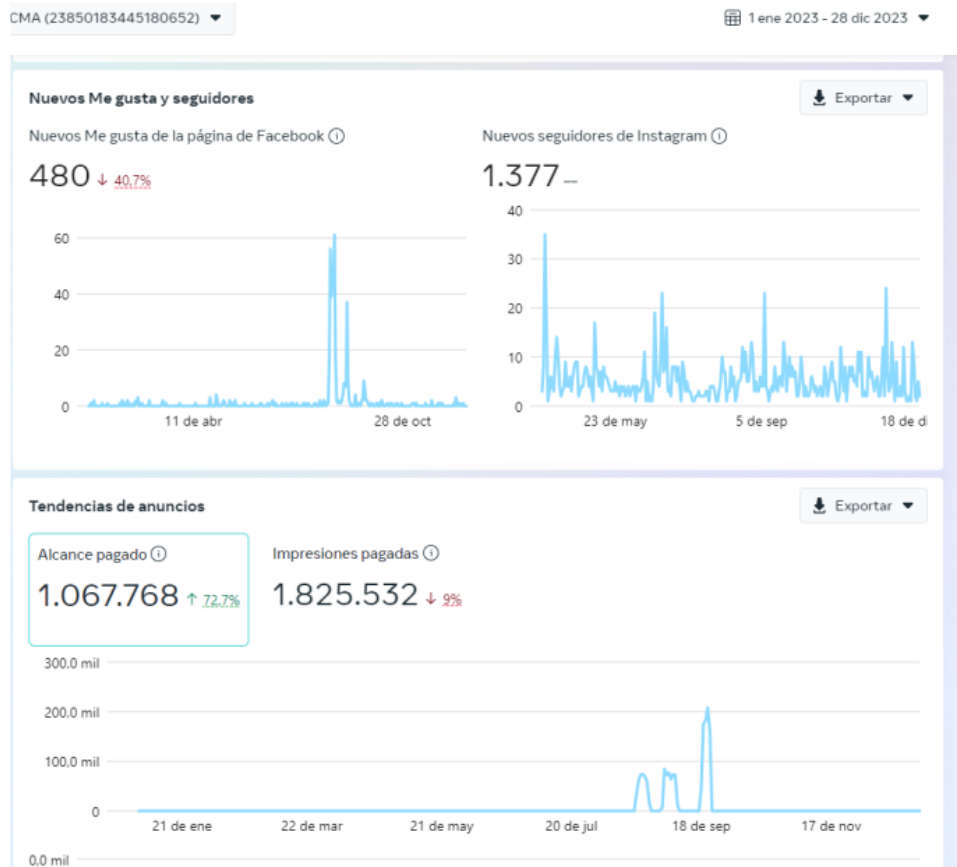 CMA (23850183445180652)
1 ene 2023 - 28 dic 2023
Nuevos Me gusta y seguidores
Exportar
Nuevos Me gusta de la página de Facebook
480 ↓ 40,7%
60
40
20
0
11 de abr 28 de oct
Nuevos seguidores de Instagram
1.377 –
40
30
20
10
0
23 de may 5 de sep 18 de di
Tendencias de anuncios
Exportar
Alcance pagado
1.067.768 ↑ 72,7%
Impresiones pagadas
1.825.532 ↓ 9%
300,0 mil
200,0 mil
100,0 mil
0
21 de ene 22 de mar 21 de may 20 de jul 18 de sep 17 de nov
0,0 mil